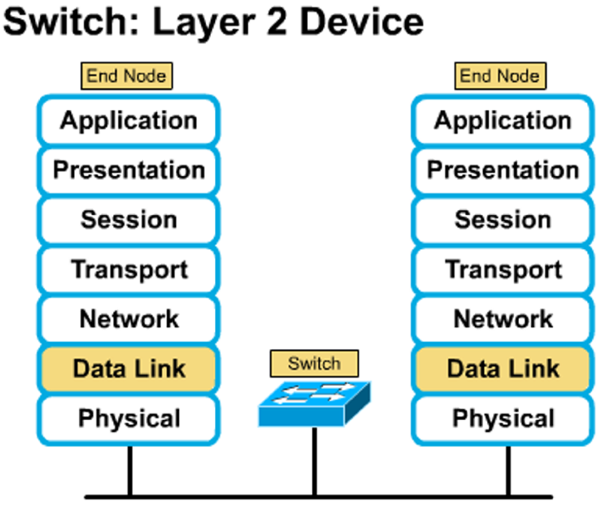 Switch: Layer 2 Device
End Node
Application
Presentation
Session
Transport
Network
Data Link
Physical
Switch
End Node
Application
Presentation
Session
Transport
Network
Data Link
Physical